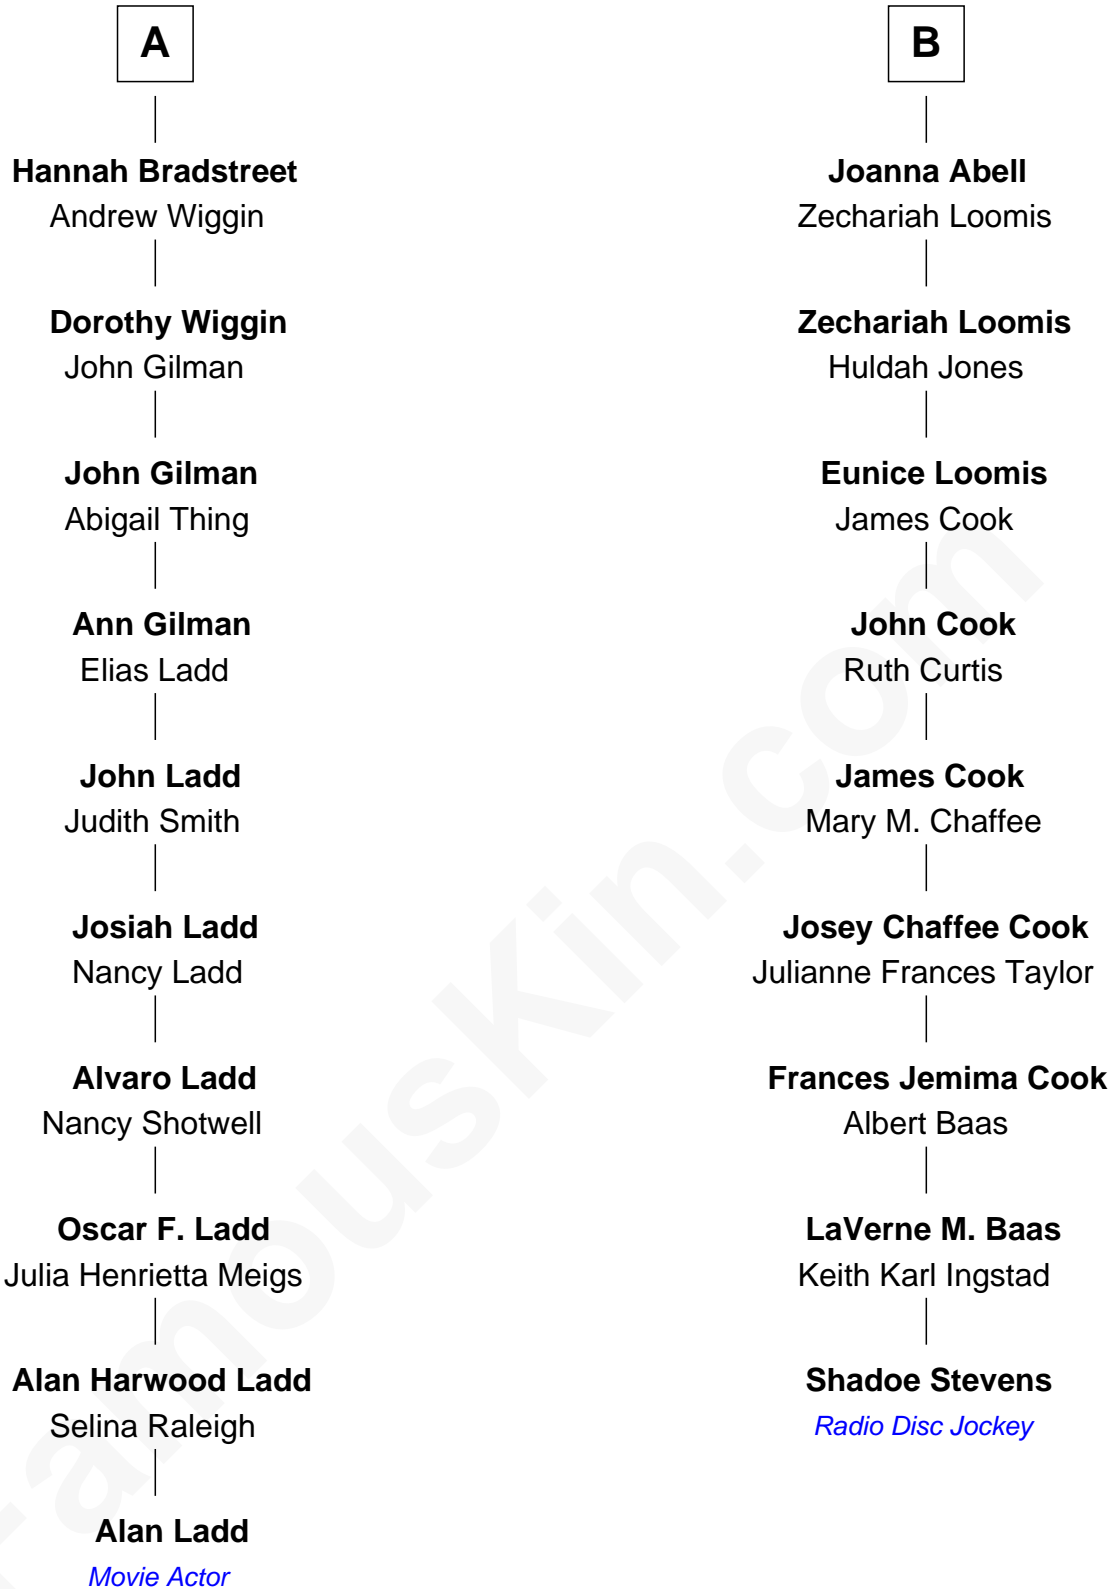 A
Hannah Bradstreet
Andrew Wiggin
Dorothy Wiggin
John Gilman
John Gilman
Abigail Thing
Ann Gilman
Elias Ladd
John Ladd
Judith Smith
Josiah Ladd
Nancy Ladd
Alvaro Ladd
Nancy Shotwell
Oscar F. Ladd
Julia Henrietta Meigs
Alan Harwood Ladd
Selina Raleigh
Alan Ladd
Movie Actor
B
Joanna Abell
Zechariah Loomis
Zechariah Loomis
Huldah Jones
Eunice Loomis
James Cook
John Cook
Ruth Curtis
James Cook
Mary M. Chaffee
Josey Chaffee Cook
Julianne Frances Taylor
Frances Jemima Cook
Albert Baas
LaVerne M. Baas
Keith Karl Ingstad
Shadoe Stevens
Radio Disc Jockey
FamousKin.com